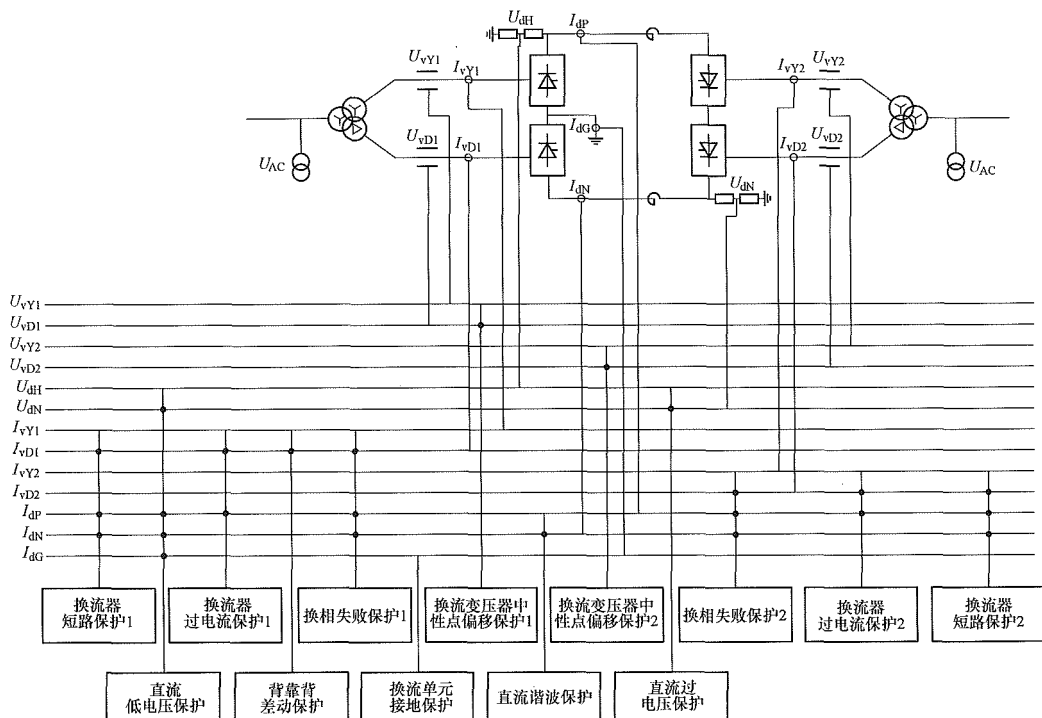 U_dH
I_dP
U_vY1
I_vY1
I_vY2
U_vY2
U_AC
U_vD1
I_vD1
I_dG
I_vD2
U_vD2
U_AC
I_dN
U_dN
U_vY1
U_vD1
U_vY2
U_vD2
U_dH
U_dN
I_vY1
I_vD1
I_vY2
I_vD2
I_dP
I_dN
I_dG
换流器
短路保护1
换流器
过电流保护1
换相失败保护1
换流变压器中
性点偏移保护1
换流变压器中
性点偏移保护2
换相失败保护2
换流器
过电流保护2
换流器
短路保护2
直流
低电压保护
背靠背
差动保护
换流单元
接地保护
直流谐波保护
直流过
电压保护